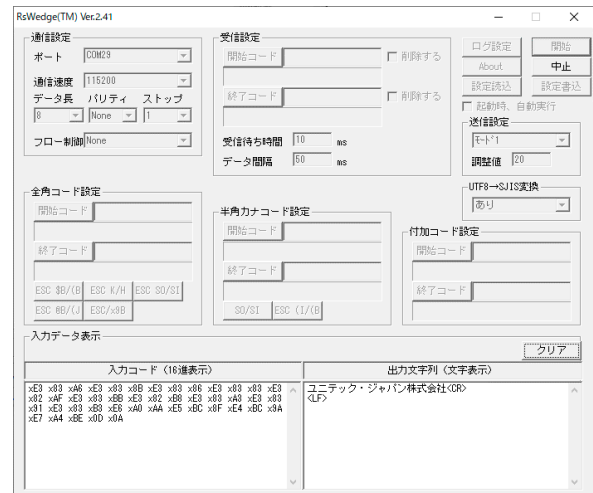 RsWedge(TM) Ver.2.41
通信設定
ポート
COM29
通信速度
115200
データ長 パリティ ストップ
8 None 1
フロー制御
None
受信設定
開始コード
削除する
終了コード
削除する
受信待ち時間 10 ms
データ間隔 50 ms
ログ設定 開始
About 中止
設定読込 設定書込
起動時、自動実行
送信設定
ﾓｰﾄﾞ1
調整値 20
UTF8→SJIS変換
あり
全角コード設定
開始コード
終了コード
ESC $B/(B ESC K/H ESC SO/SI
ESC @B/(J ESC/x9B
半角カナコード設定
開始コード
終了コード
SO/SI ESC (I/(B
付加コード設定
開始コード
終了コード
入力データ表示
クリア
入力コード (16進表示)
xE3 x83 xA6 xE3 x83 x8B xE3 x83 x86 xE3 x83 x83 xE3
x82 xAF xE3 x83 xBB xE3 x82 xB8 xE3 x83 xA3 xE3 x83
x91 xE3 x83 xB3 xE6 xA0 xAA xE5 xBC x8F xE4 xBC x9A
xE7 xA4 xBE x0D x0A
出力文字列 (文字表示)
ユニテック・ジャパン株式会社<CR>
<LF>